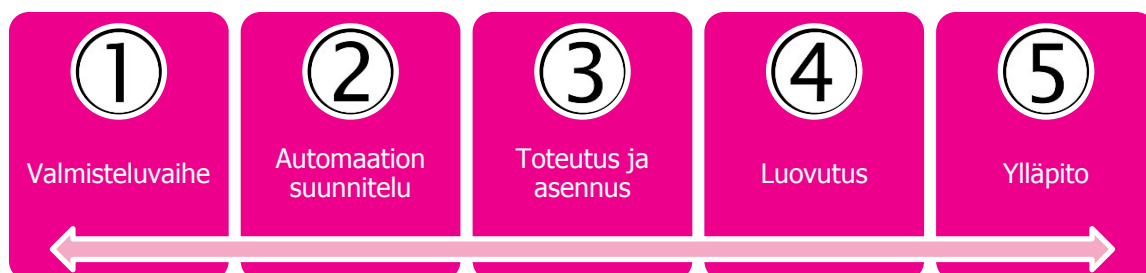 1
Valmisteluvaihe
2
Automaation
suunnitelu
3
Toteutus ja
asennus
4
Luovutus
5
Ylläpito